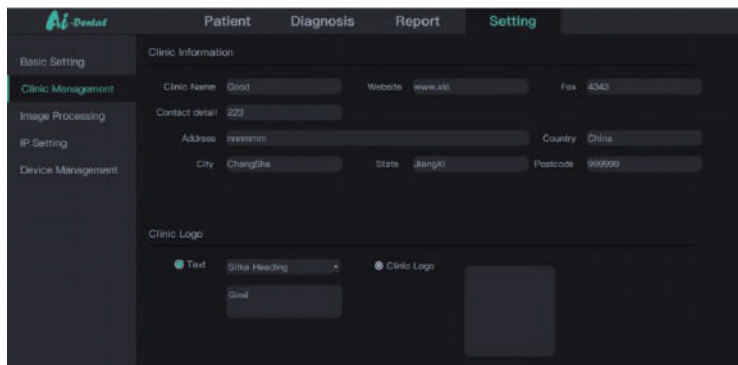 Ai-Dental
Patient Diagnosis Report Setting
Basic Setting
Clinic Management
Image Processing
IP Setting
Device Management
Clinic Information
Clinic Name Good Website www.xtc Fax 4343
Contact detail 223
Address nnnmmm Country China
City ChangSha State JiangXi Postcode 999999
Clinic Logo
Text Sitka Heading Clinic Logo
Good